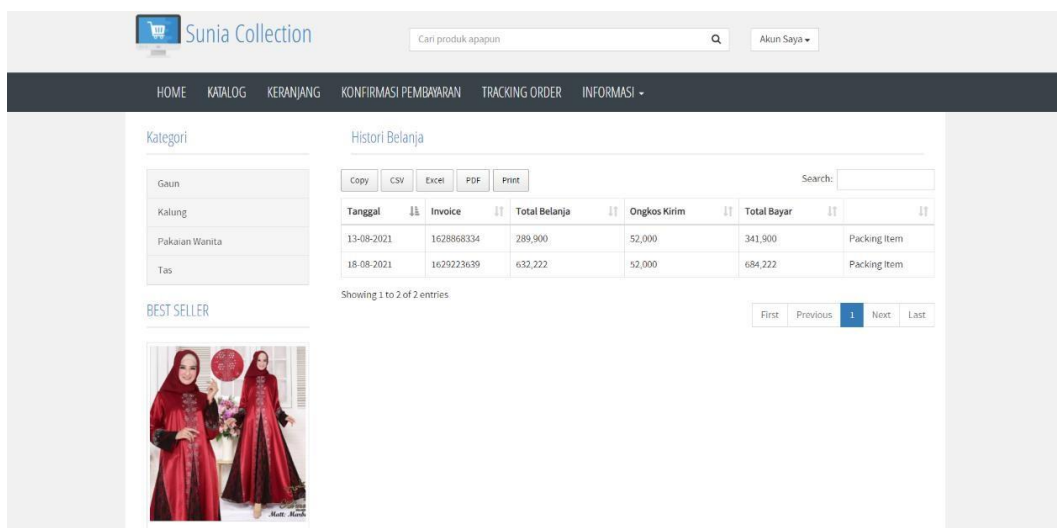 Sunia Collection
Cari produk apapun
Akun Saya
HOME KATALOG KERANJANG KONFIRMASI PEMBAYARAN TRACKING ORDER INFORMASI
Kategori
Gaun
Kalung
Pakaian Wanita
Tas
BEST SELLER
Histori Belanja
Copy CSV Excel PDF Print
Search:
Tanggal Invoice Total Belanja Ongkos Kirim Total Bayar
13-08-2021 1628868334 289,900 52,000 341,900 Packing Item
18-08-2021 1629223639 632,222 52,000 684,222 Packing Item
Showing 1 to 2 of 2 entries
First Previous 1 Next Last